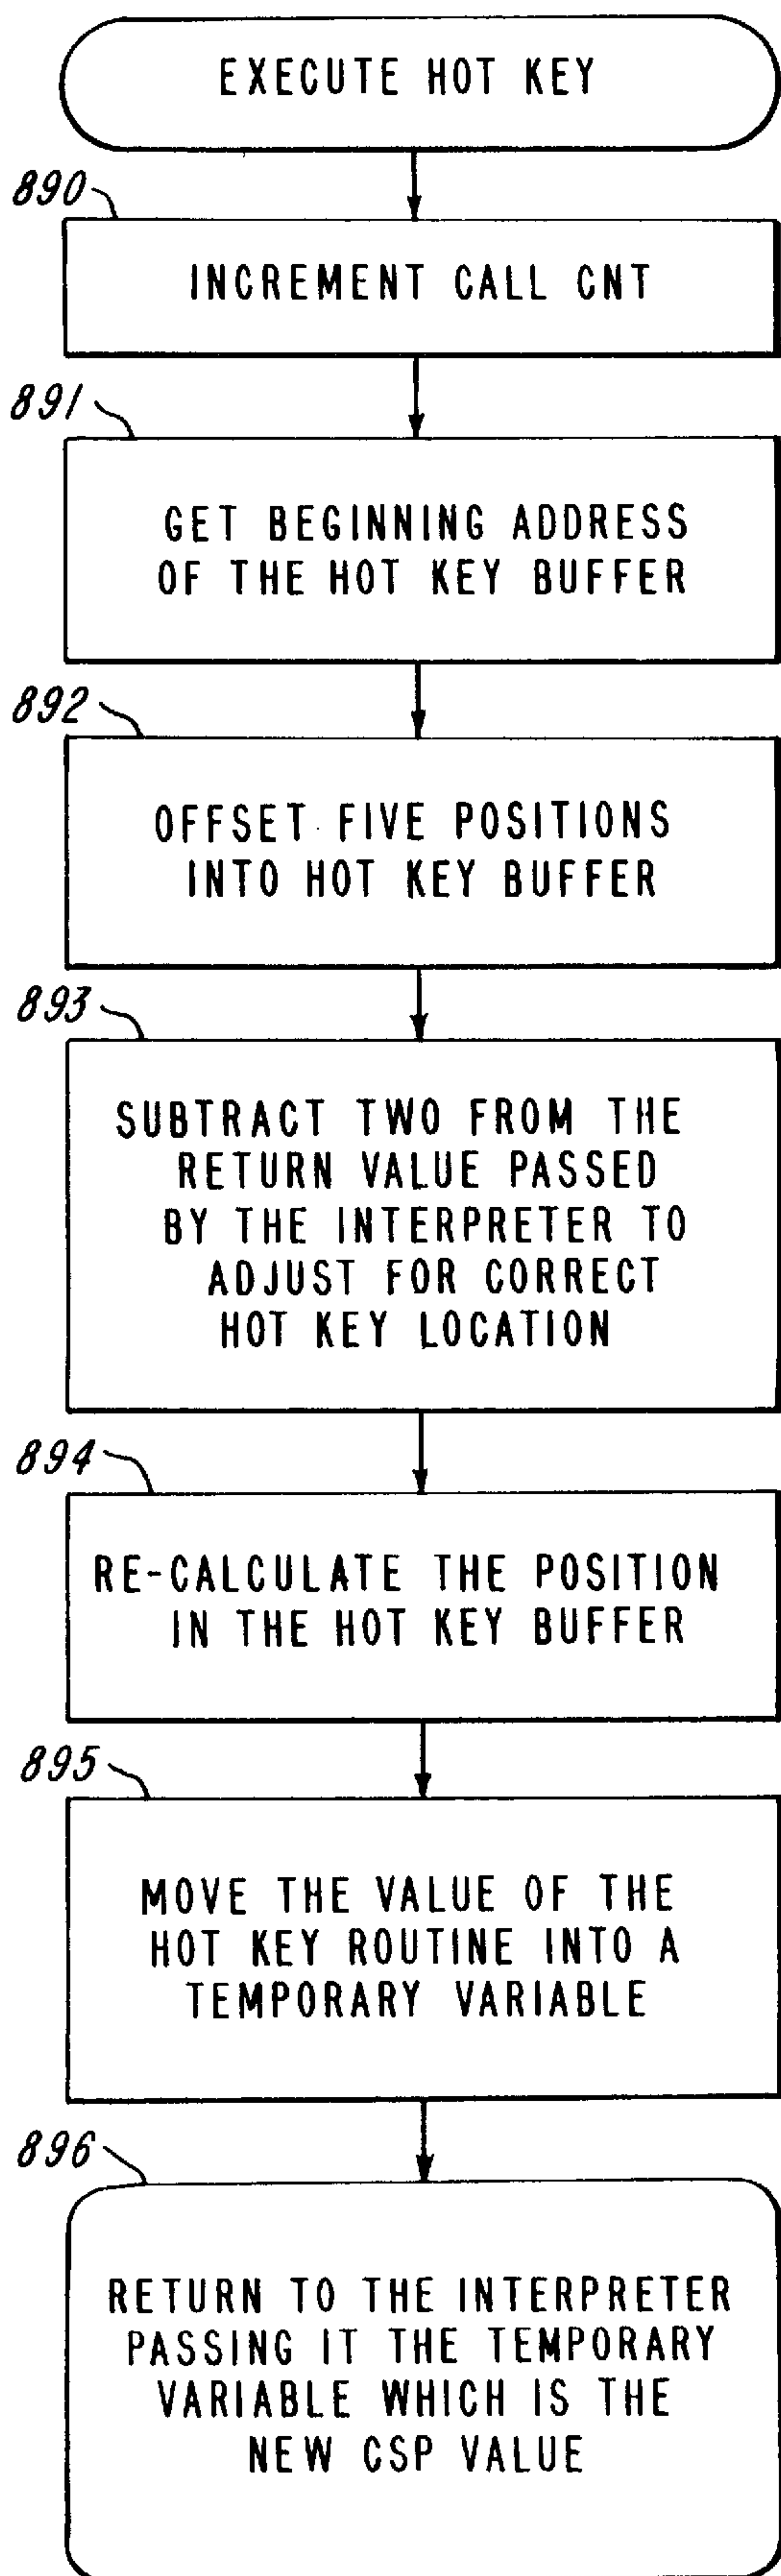 EXECUTE HOT KEY
890
INCREMENT CALL CNT
891
GET BEGINNING ADDRESS
OF THE HOT KEY BUFFER
892
OFFSET FIVE POSITIONS
INTO HOT KEY BUFFER
893
SUBTRACT TWO FROM THE
RETURN VALUE PASSED
BY THE INTERPRETER TO
ADJUST FOR CORRECT
HOT KEY LOCATION
894
RE-CALCULATE THE POSITION
IN THE HOT KEY BUFFER
895
MOVE THE VALUE OF THE
HOT KEY ROUTINE INTO A
TEMPORARY VARIABLE
896
RETURN TO THE INTERPRETER
PASSING IT THE TEMPORARY
VARIABLE WHICH IS THE
NEW CSP VALUE